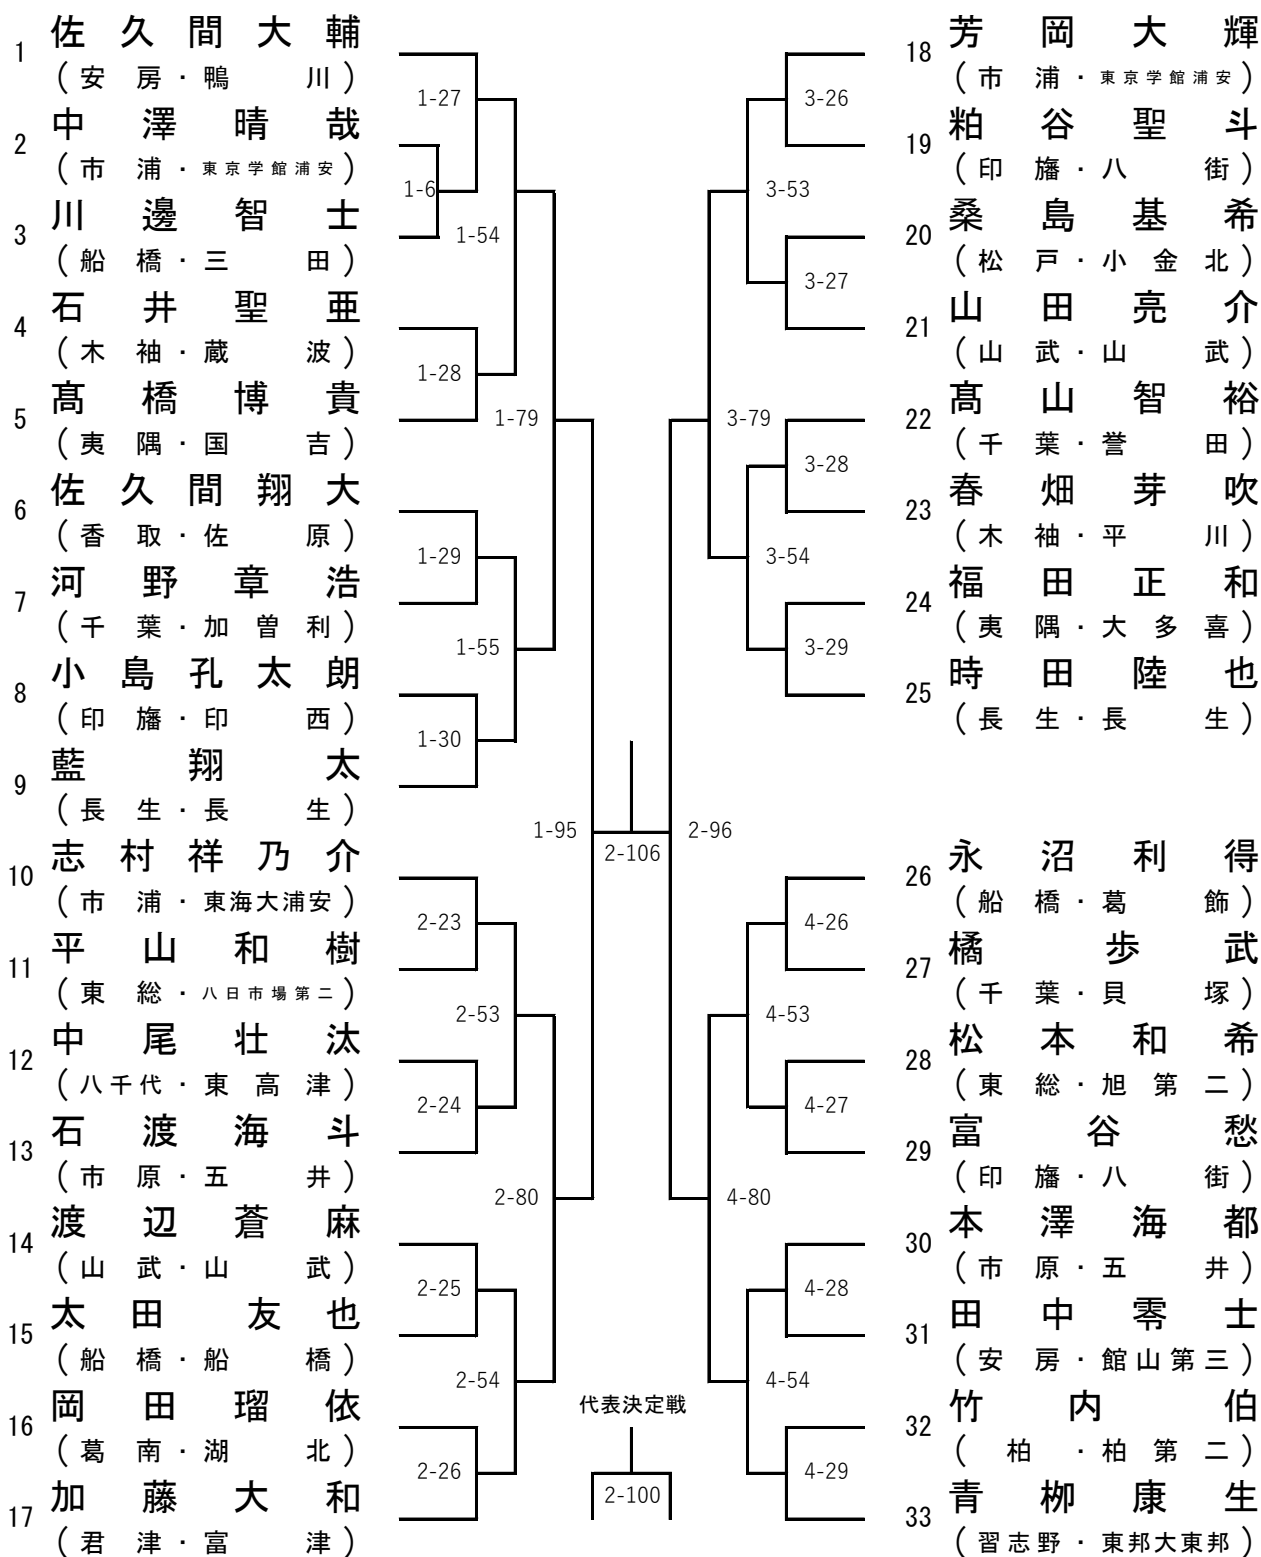 1 佐久間大輔
(安房・鴨川)
2 中澤晴哉
(市浦・東京学館浦安)
3 川邊智士
(船橋・三田)
4 石井聖亜
(木袖・蔵波)
5 髙橋博貴
(夷隅・国吉)
6 佐久間翔大
(香取・佐原)
7 河野章浩
(千葉・加曽利)
8 小島孔太朗
(印旛・印西)
9 藍翔太
(長生・長生)
10 志村祥乃介
(市浦・東海大浦安)
11 平山和樹
(東総・八日市場第二)
12 中尾壮汰
(八千代・東高津)
13 石渡海斗
(市原・五井)
14 渡辺蒼麻
(山武・山武)
15 太田友也
(船橋・船橋)
16 岡田瑠依
(葛南・湖北)
17 加藤大和
(君津・富津)
1-27
1-6
1-54
1-28
1-79
1-29
1-55
1-30
1-95
2-23
2-53
2-24
2-80
2-25
2-54
2-26
2-106
代表決定戦
2-100
3-26
3-53
3-27
3-79
3-28
3-54
3-29
2-96
4-26
4-53
4-27
4-80
4-28
4-54
4-29
18 芳岡大輝
(市浦・東京学館浦安)
19 粕谷聖斗
(印旛・八街)
20 桑島基希
(松戸・小金北)
21 山田亮介
(山武・山武)
22 髙山智裕
(千葉・誉田)
23 春畑芽吹
(木袖・平川)
24 福田正和
(夷隅・大多喜)
25 時田陸也
(長生・長生)
26 永沼利得
(船橋・葛飾)
27 橘歩武
(千葉・貝塚)
28 松本和希
(東総・旭第二)
29 富谷愁
(印旛・八街)
30 本澤海都
(市原・五井)
31 田中零士
(安房・館山第三)
32 竹内伯
(柏・柏第二)
33 青栁康生
(習志野・東邦大東邦)